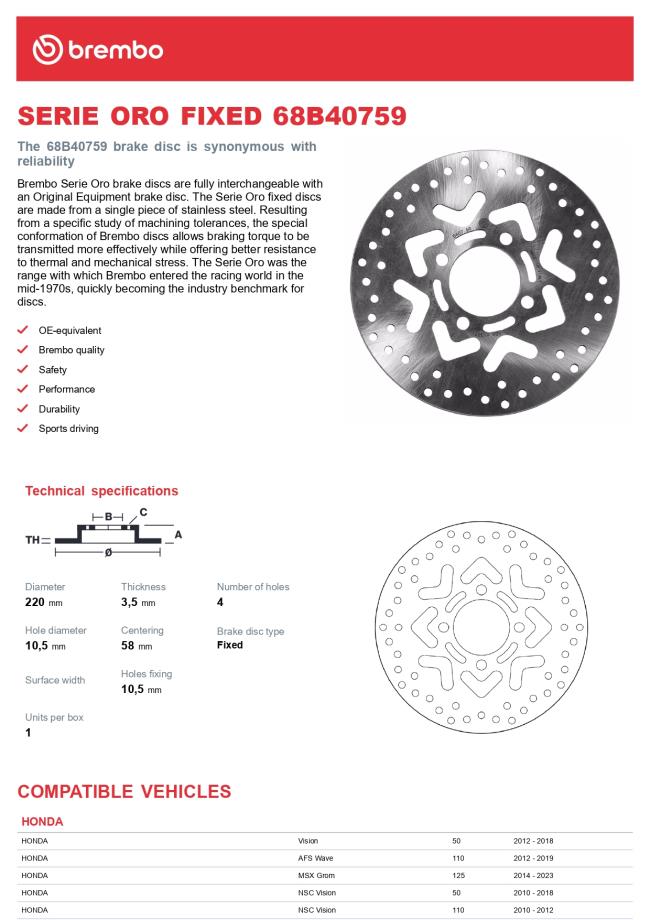 brembo
SERIE ORO FIXED 68B40759
The 68B40759 brake disc is synonymous with
reliability
Brembo Serie Oro brake discs are fully interchangeable with
an Original Equipment brake disc. The Serie Oro fixed discs
are made from a single piece of stainless steel. Resulting
from a specific study of machining tolerances, the special
conformation of Brembo discs allows braking torque to be
transmitted more effectively while offering better resistance
to thermal and mechanical stress. The Serie Oro was the
range with which Brembo entered the racing world in the
mid-1970s, quickly becoming the industry benchmark for
discs.
OE-equivalent
Brembo quality
Safety
Performance
Durability
Sports driving
Technical specifications
B
C
A
TH
Ø
Diameter Thickness Number of holes
220 mm 3,5 mm 4
Hole diameter Centering Brake disc type
10,5 mm 58 mm Fixed
Surface width Holes fixing
10,5 mm
Units per box
1
COMPATIBLE VEHICLES
HONDA
HONDA Vision 50 2012 - 2018
HONDA AFS Wave 110 2012 - 2019
HONDA MSX Grom 125 2014 - 2023
HONDA NSC Vision 50 2010 - 2018
HONDA NSC Vision 110 2010 - 2012